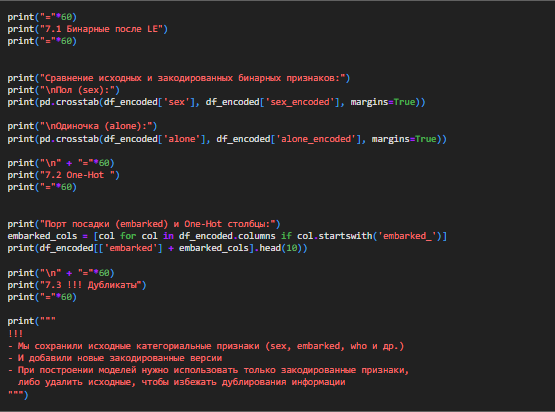 print("="*60)
print("7.1 Бинарные после LE")
print("="*60)
print("Сравнение исходных и закодированных бинарных признаков:")
print("\nПол (sex):")
print(pd.crosstab(df_encoded['sex'], df_encoded['sex_encoded'], margins=True))
print("\nОдиночка (alone):")
print(pd.crosstab(df_encoded['alone'], df_encoded['alone_encoded'], margins=True))
print("\n" + "="*60)
print("7.2 One-Hot ")
print("="*60)
print("Порт посадки (embarked) и One-Hot столбцы:")
embarked_cols = [col for col in df_encoded.columns if col.startswith('embarked_')]
print(df_encoded[['embarked'] + embarked_cols].head(10))
print("\n" + "="*60)
print("7.3 !!! Дубликаты")
print("="*60)
print("""
!!!
- Мы сохранили исходные категориальные признаки (sex, embarked, who и др.)
- И добавили новые закодированные версии
- При построении моделей нужно использовать только закодированные признаки,
  либо удалить исходные, чтобы избежать дублирования информации
""")